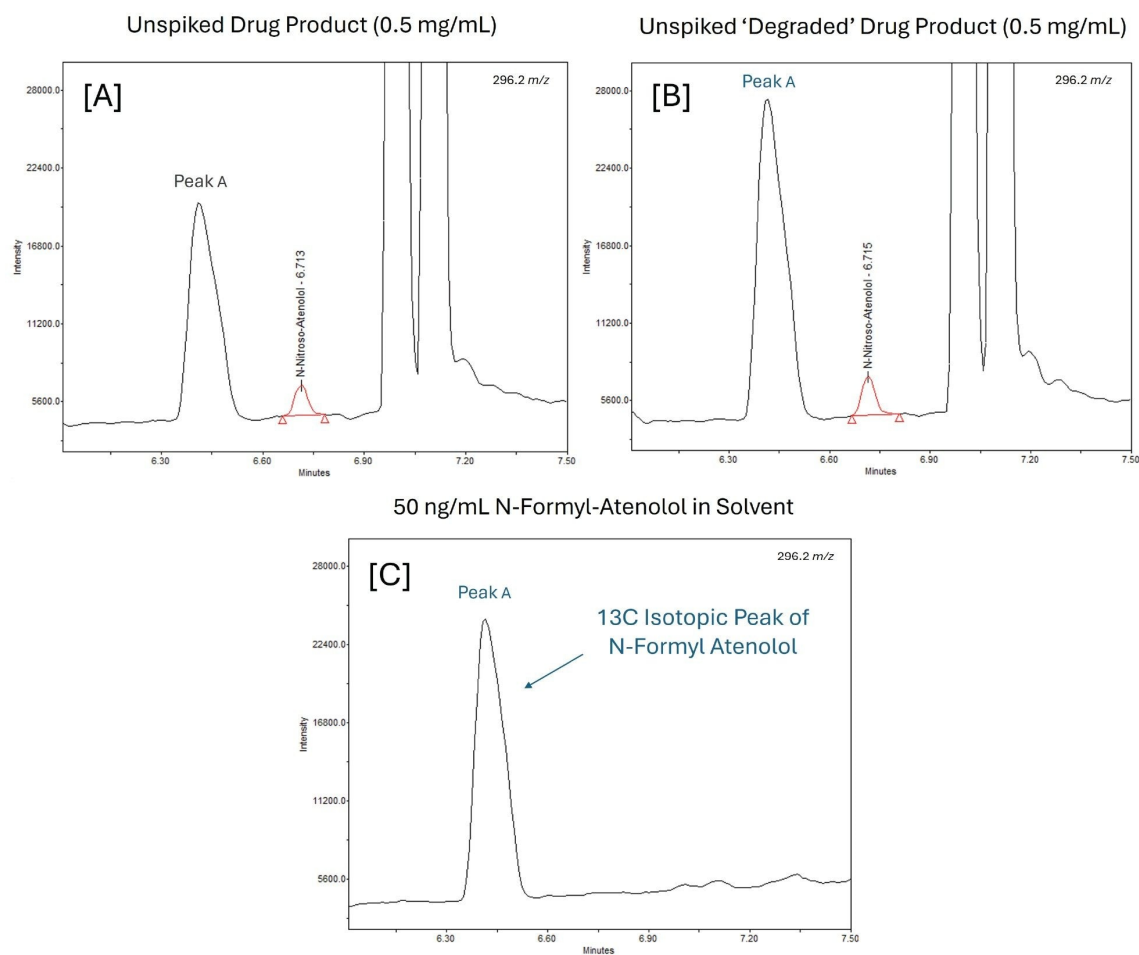 Unspiked Drug Product (0.5 mg/mL)
[A]
296.2 m/z
Peak A
N-Nitroso-Atenolol - 6.713
28000.0
22400.0
16800.0
11200.0
5600.0
Intensity
6.30 6.60 6.90 7.20 7.50
Minutes
Unspiked ‘Degraded’ Drug Product (0.5 mg/mL)
[B]
296.2 m/z
Peak A
N-Nitroso-Atenolol - 6.715
28000.0
22400.0
16800.0
11200.0
5600.0
Intensity
6.30 6.60 6.90 7.20 7.50
Minutes
50 ng/mL N-Formyl-Atenolol in Solvent
[C]
296.2 m/z
Peak A
13C Isotopic Peak of
N-Formyl Atenolol
28000.0
22400.0
16800.0
11200.0
5600.0
Intensity
6.30 6.60 6.90 7.20 7.50
Minutes